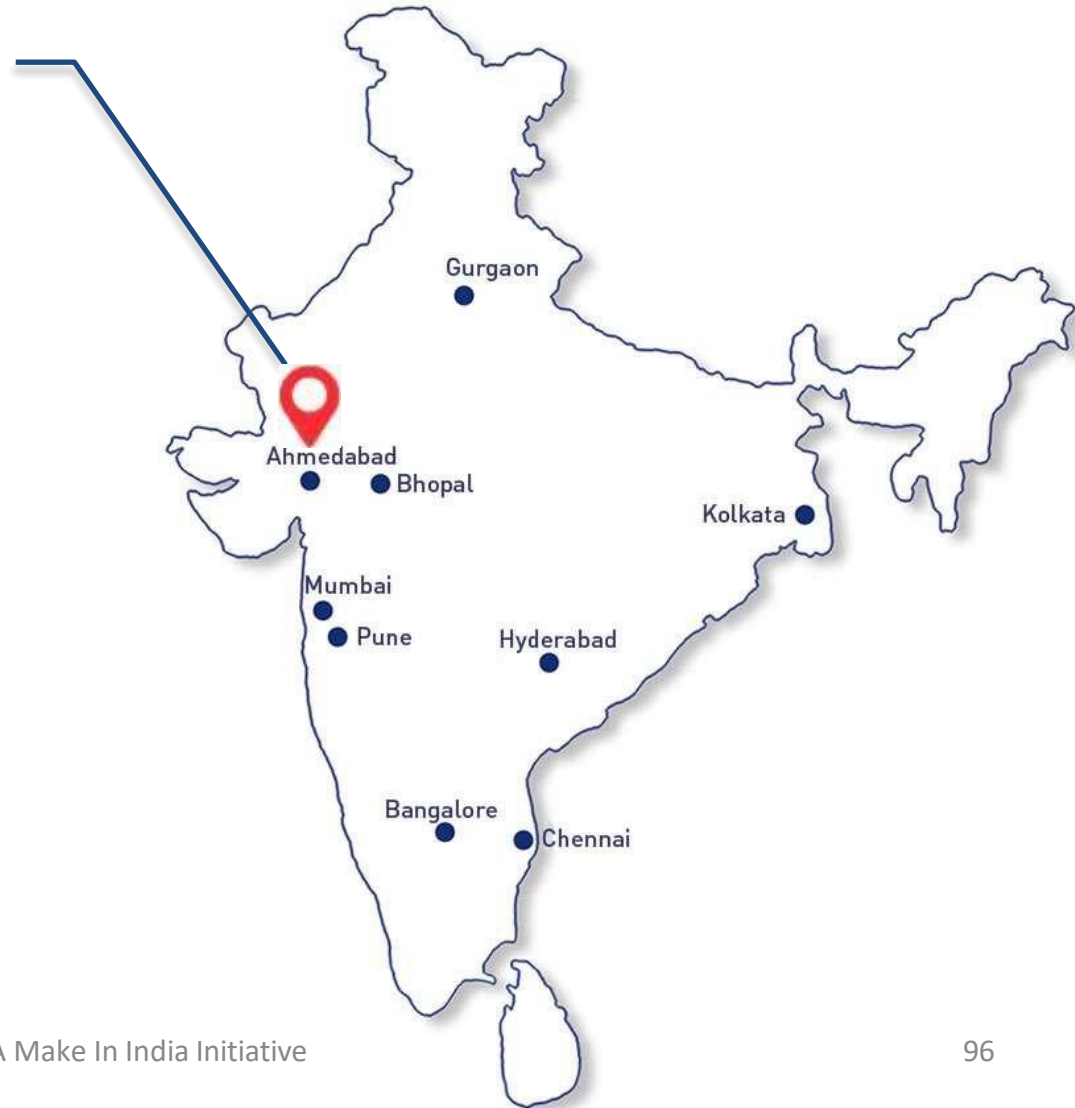 Gurgaon
Ahmedabad
Bhopal
Kolkata
Mumbai
Pune
Hyderabad
Bangalore
Chennai
A Make In India Initiative
96